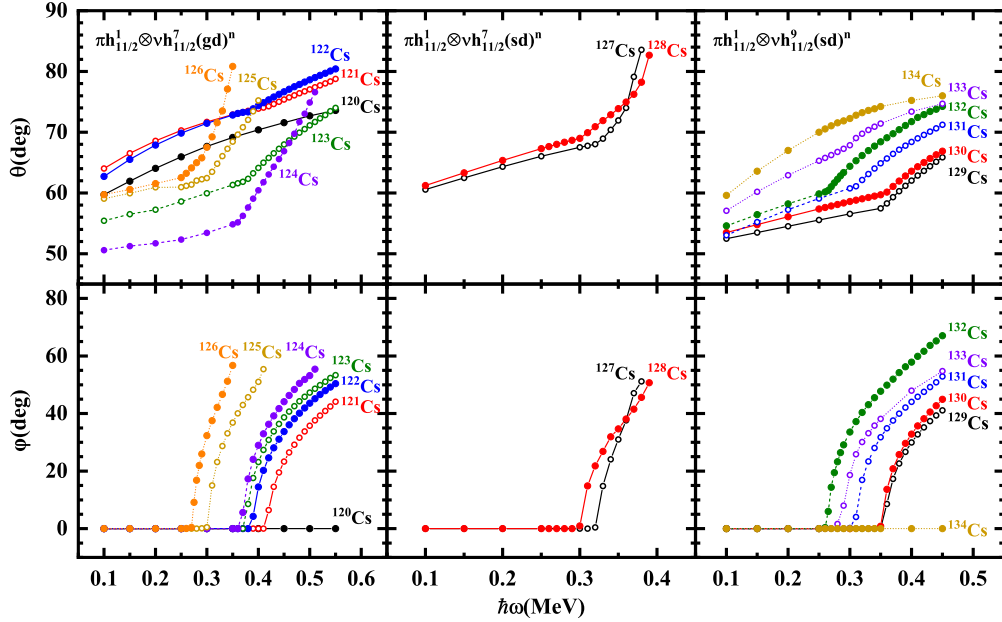 πh¹₁₁/₂⊗νh⁷₁₁/₂(gd)ⁿ
πh¹₁₁/₂⊗νh⁷₁₁/₂(sd)ⁿ
πh¹₁₁/₂⊗νh⁹₁₁/₂(sd)ⁿ
θ(deg)
90
80
70
60
50
¹²²Cs
¹²⁶Cs
¹²⁵Cs
¹²¹Cs
¹²⁰Cs
¹²³Cs
¹²⁴Cs
¹²⁷Cs
¹²⁸Cs
¹³⁴Cs
¹³³Cs
¹³²Cs
¹³¹Cs
¹³⁰Cs
¹²⁹Cs
φ(deg)
80
60
40
20
0
¹²⁶Cs
¹²⁵Cs
¹²⁴Cs
¹²³Cs
¹²²Cs
¹²¹Cs
¹²⁰Cs
¹²⁷Cs
¹²⁸Cs
¹³²Cs
¹³³Cs
¹³¹Cs
¹³⁰Cs
¹²⁹Cs
¹³⁴Cs
0.1 0.2 0.3 0.4 0.5
0.1 0.2 0.3 0.4
0.1 0.2 0.3 0.4 0.5
ℏω(MeV)